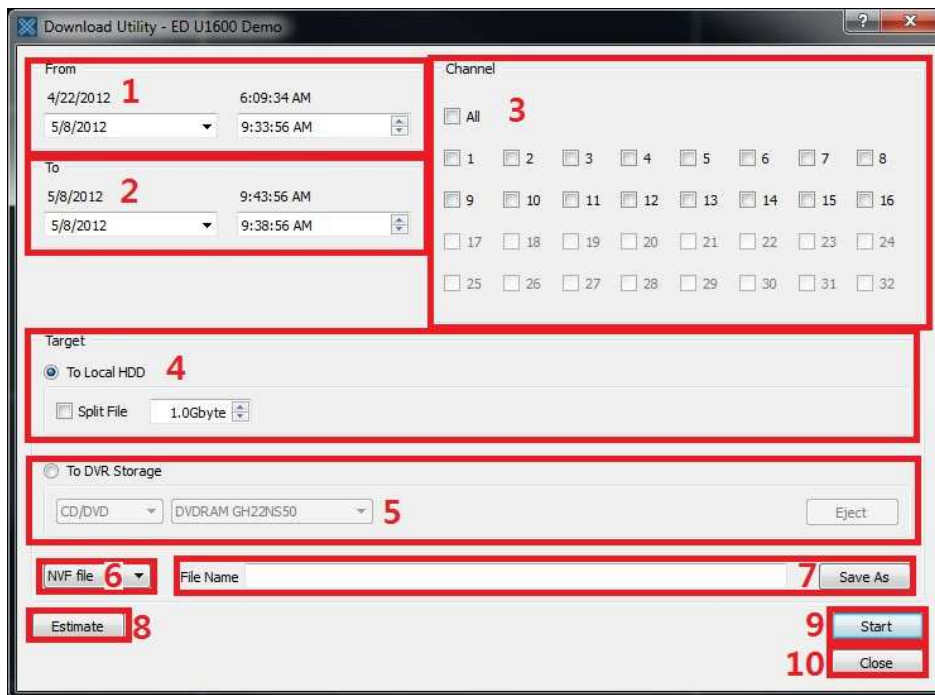 Download Utility - ED U1600 Demo
From
1
4/22/2012 6:09:34 AM
5/8/2012 9:33:56 AM
To
2
5/8/2012 9:43:56 AM
5/8/2012 9:38:56 AM
Channel
All 3
1 2 3 4 5 6 7 8
9 10 11 12 13 14 15 16
17 18 19 20 21 22 23 24
25 26 27 28 29 30 31 32
Target
To Local HDD 4
Split File 1.0Gbyte
To DVR Storage
CD/DVD DVDRAM GH22NS50 5 Eject
NVF file 6 File Name 7 Save As
Estimate 8 9 Start
10 Close